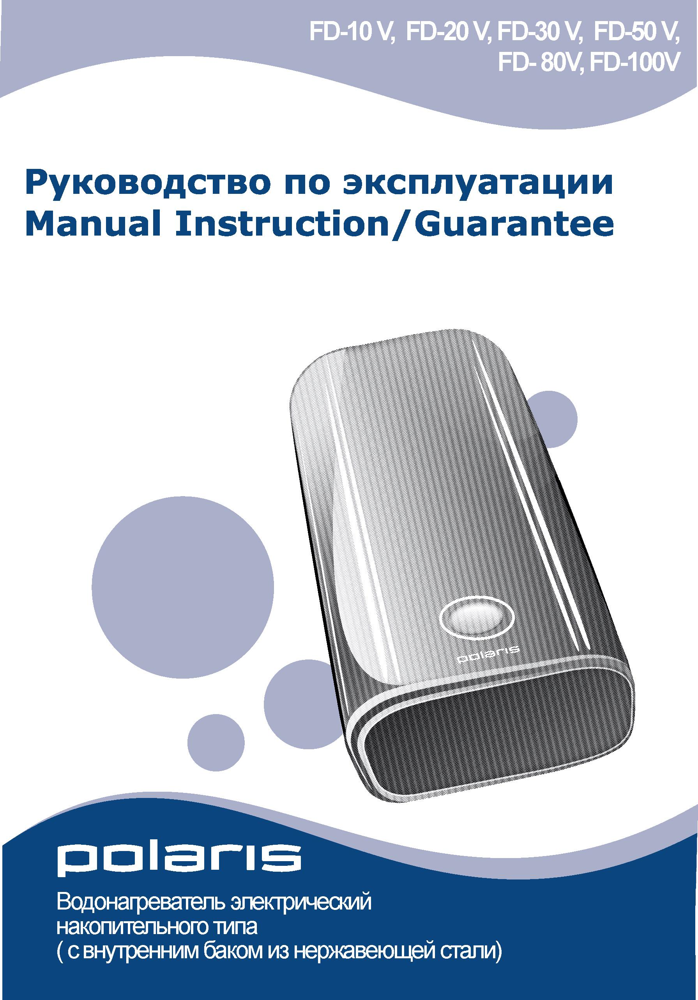 FD-10 V, FD-20 V, FD-30 V, FD-50 V,
FD- 80V, FD-100V
Руководство по эксплуатации
Manual Instruction/Guarantee
polaris
polaris
Водонагреватель электрический
накопительного типа
( с внутренним баком из нержавеющей стали)